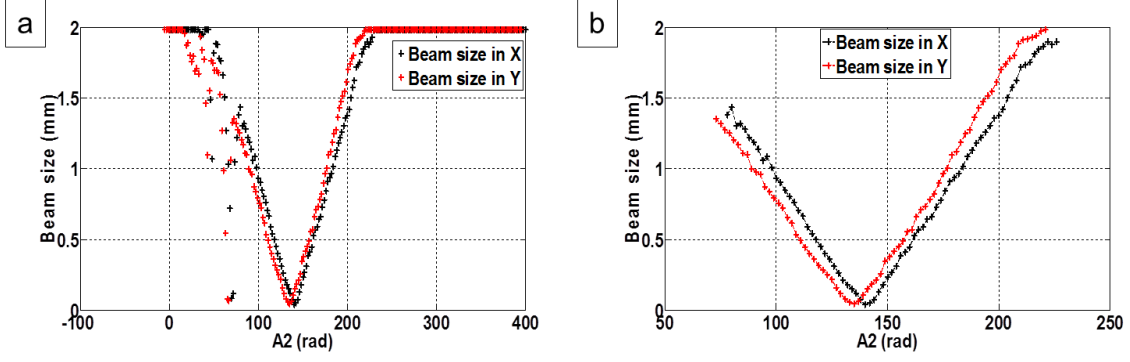 a
Beam size (mm)
2
1.5
1
0.5
0
-100 0 100 200 300 400
A2 (rad)
Beam size in X
Beam size in Y
b
Beam size (mm)
2
1.5
1
0.5
0
50 100 150 200 250
A2 (rad)
Beam size in X
Beam size in Y